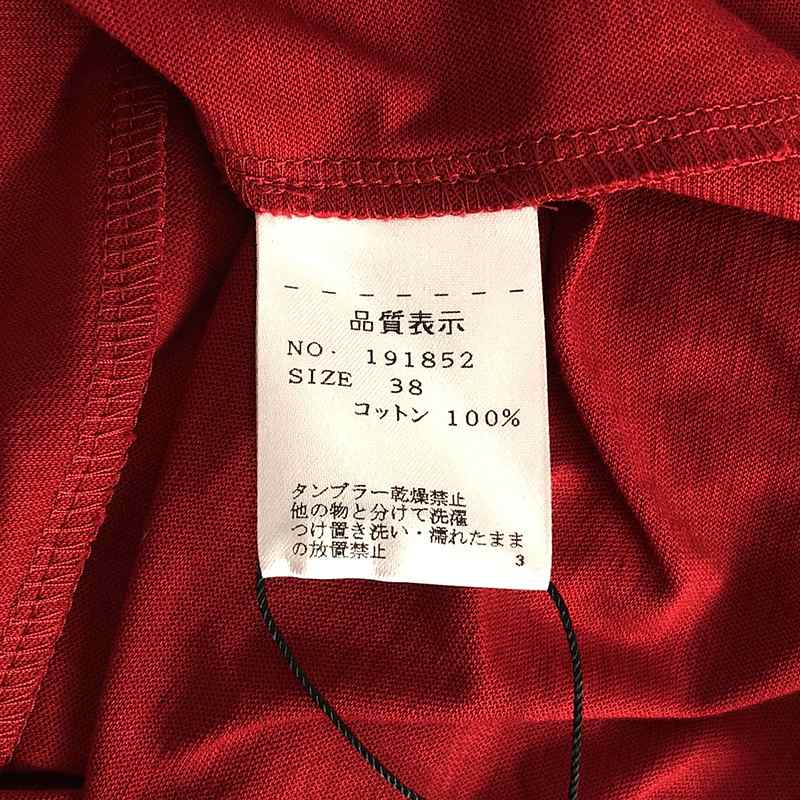 品質表示
NO. 191852
SIZE 38
コットン 100%
タンブラー乾燥禁止
他の物と分けて洗濯
つけ置き洗い・濡れたまま
の放置禁止
3